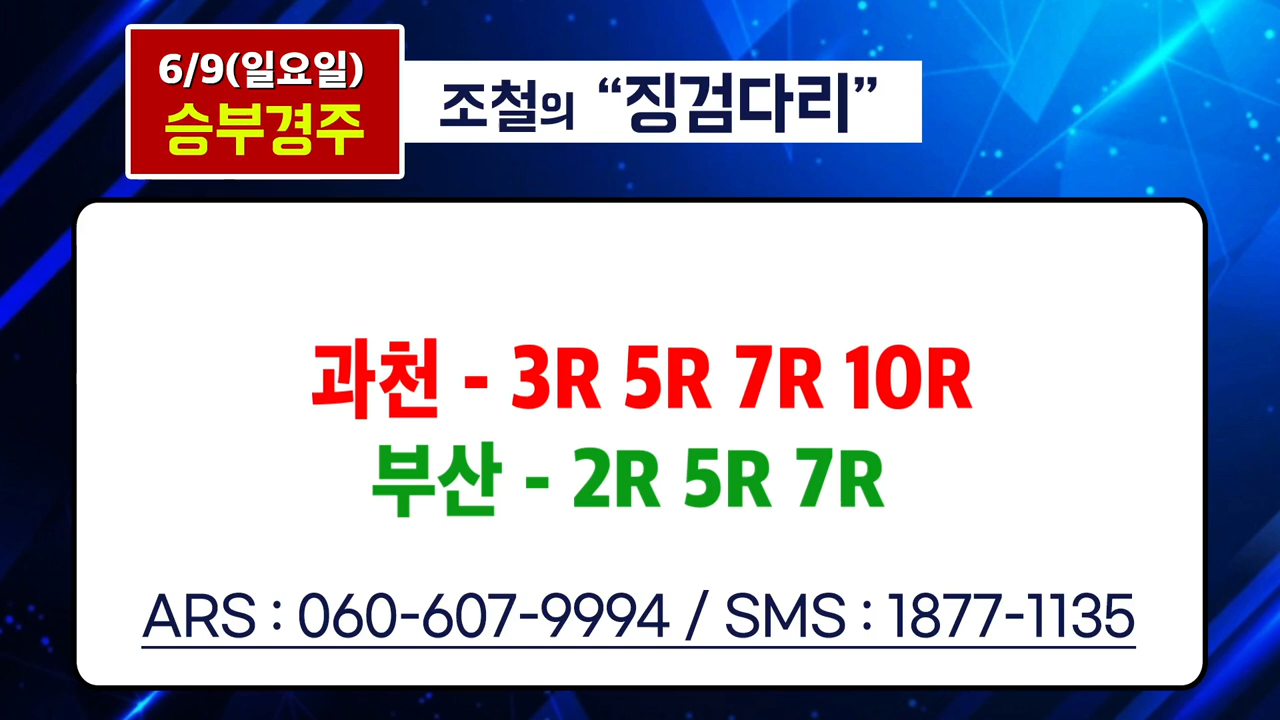 6/9(일요일)
승부경주
조철의 “징검다리”
과천 - 3R 5R 7R 10R
부산 - 2R 5R 7R
ARS : 060-607-9994 / SMS : 1877-1135